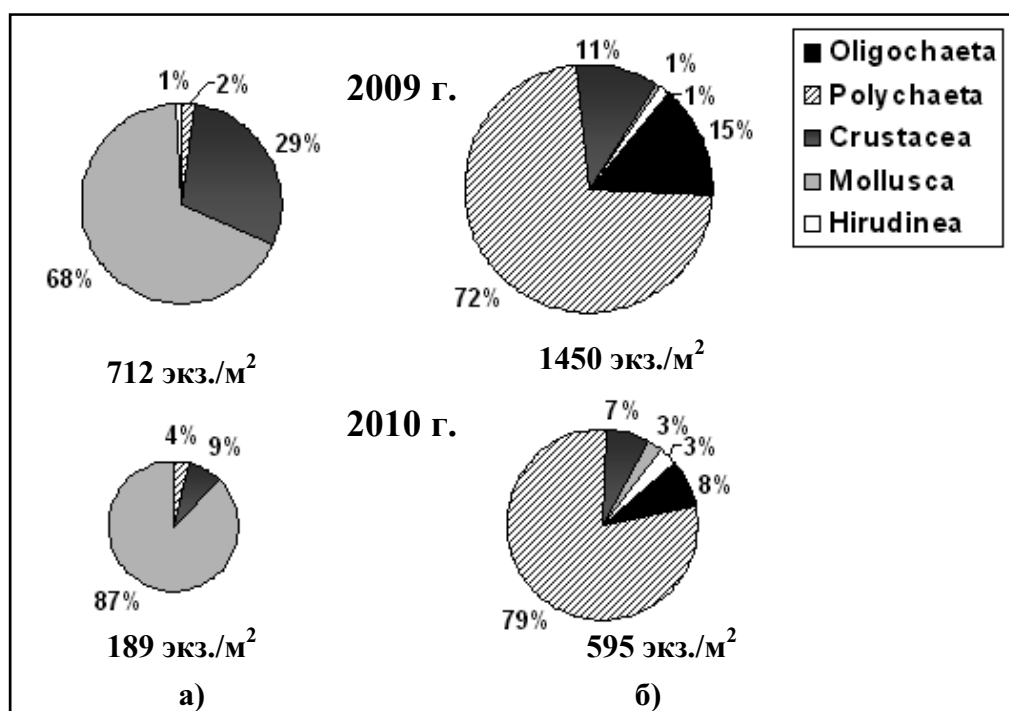 2009 г.
1%
2%
29%
68%
11%
1%
1%
15%
72%
Oligochaeta
Polychaeta
Crustacea
Mollusca
Hirudinea
712 экз./м²
1450 экз./м²
2010 г.
4%
9%
87%
7%
3%
3%
8%
79%
189 экз./м²
595 экз./м²
а)
б)